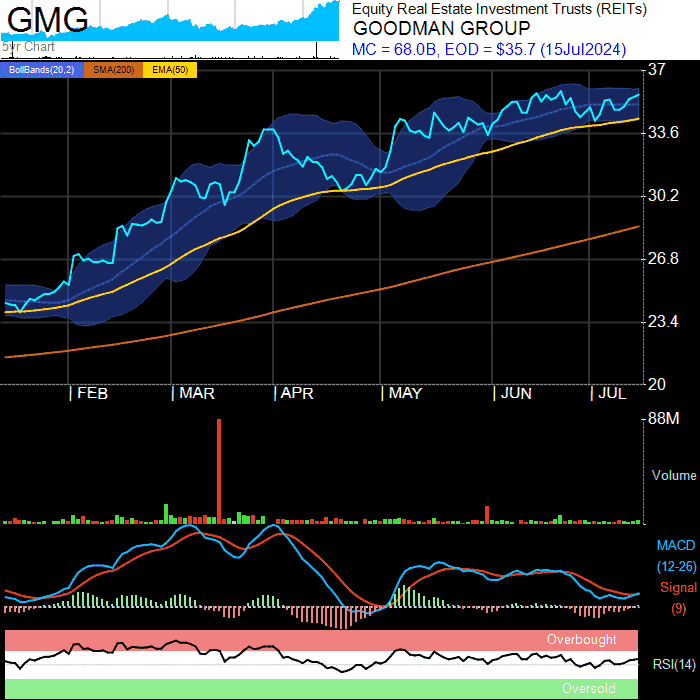 GMG
5yr Chart
Equity Real Estate Investment Trusts (REITs)
GOODMAN GROUP
MC = 68.0B, EOD = $35.7 (15Jul2024)
BollBands(20,2) SMA(200) EMA(50)
37
33.6
30.2
26.8
23.4
20
| FEB | MAR | APR | MAY | JUN | JUL
88M
Volume
MACD
(12-26)
Signal
(9)
Overbought
RSI(14)
Oversold